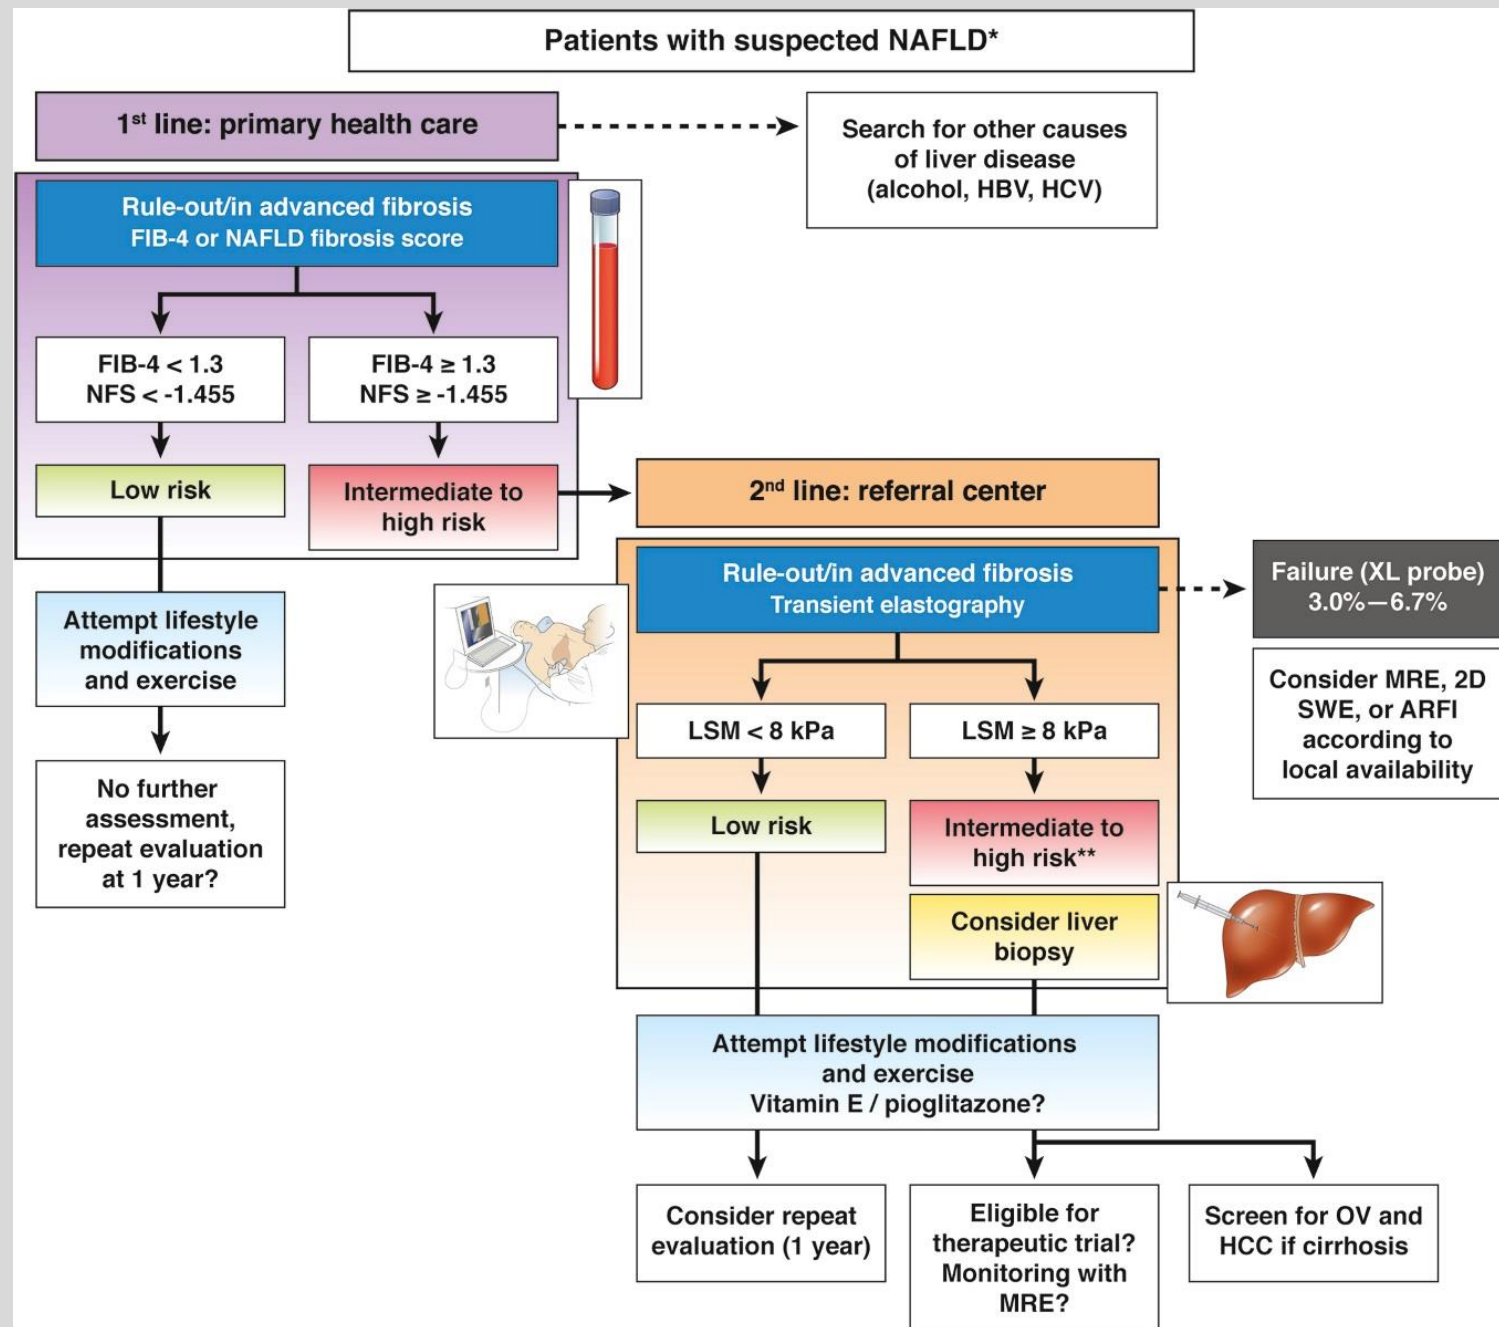 Patients with suspected NAFLD*
1st line: primary health care
Search for other causes
of liver disease
(alcohol, HBV, HCV)
Rule-out/in advanced fibrosis
FIB-4 or NAFLD fibrosis score
FIB-4 < 1.3
NFS < -1.455
FIB-4 ≥ 1.3
NFS ≥ -1.455
Low risk
Intermediate to
high risk
Attempt lifestyle
modifications
and exercise
No further
assessment,
repeat evaluation
at 1 year?
2nd line: referral center
Rule-out/in advanced fibrosis
Transient elastography
Failure (XL probe)
3.0%—6.7%
Consider MRE, 2D
SWE, or ARFI
according to
local availability
LSM < 8 kPa
LSM ≥ 8 kPa
Low risk
Intermediate to
high risk**
Consider liver
biopsy
Attempt lifestyle modifications
and exercise
Vitamin E / pioglitazone?
Consider repeat
evaluation (1 year)
Eligible for
therapeutic trial?
Monitoring with
MRE?
Screen for OV and
HCC if cirrhosis